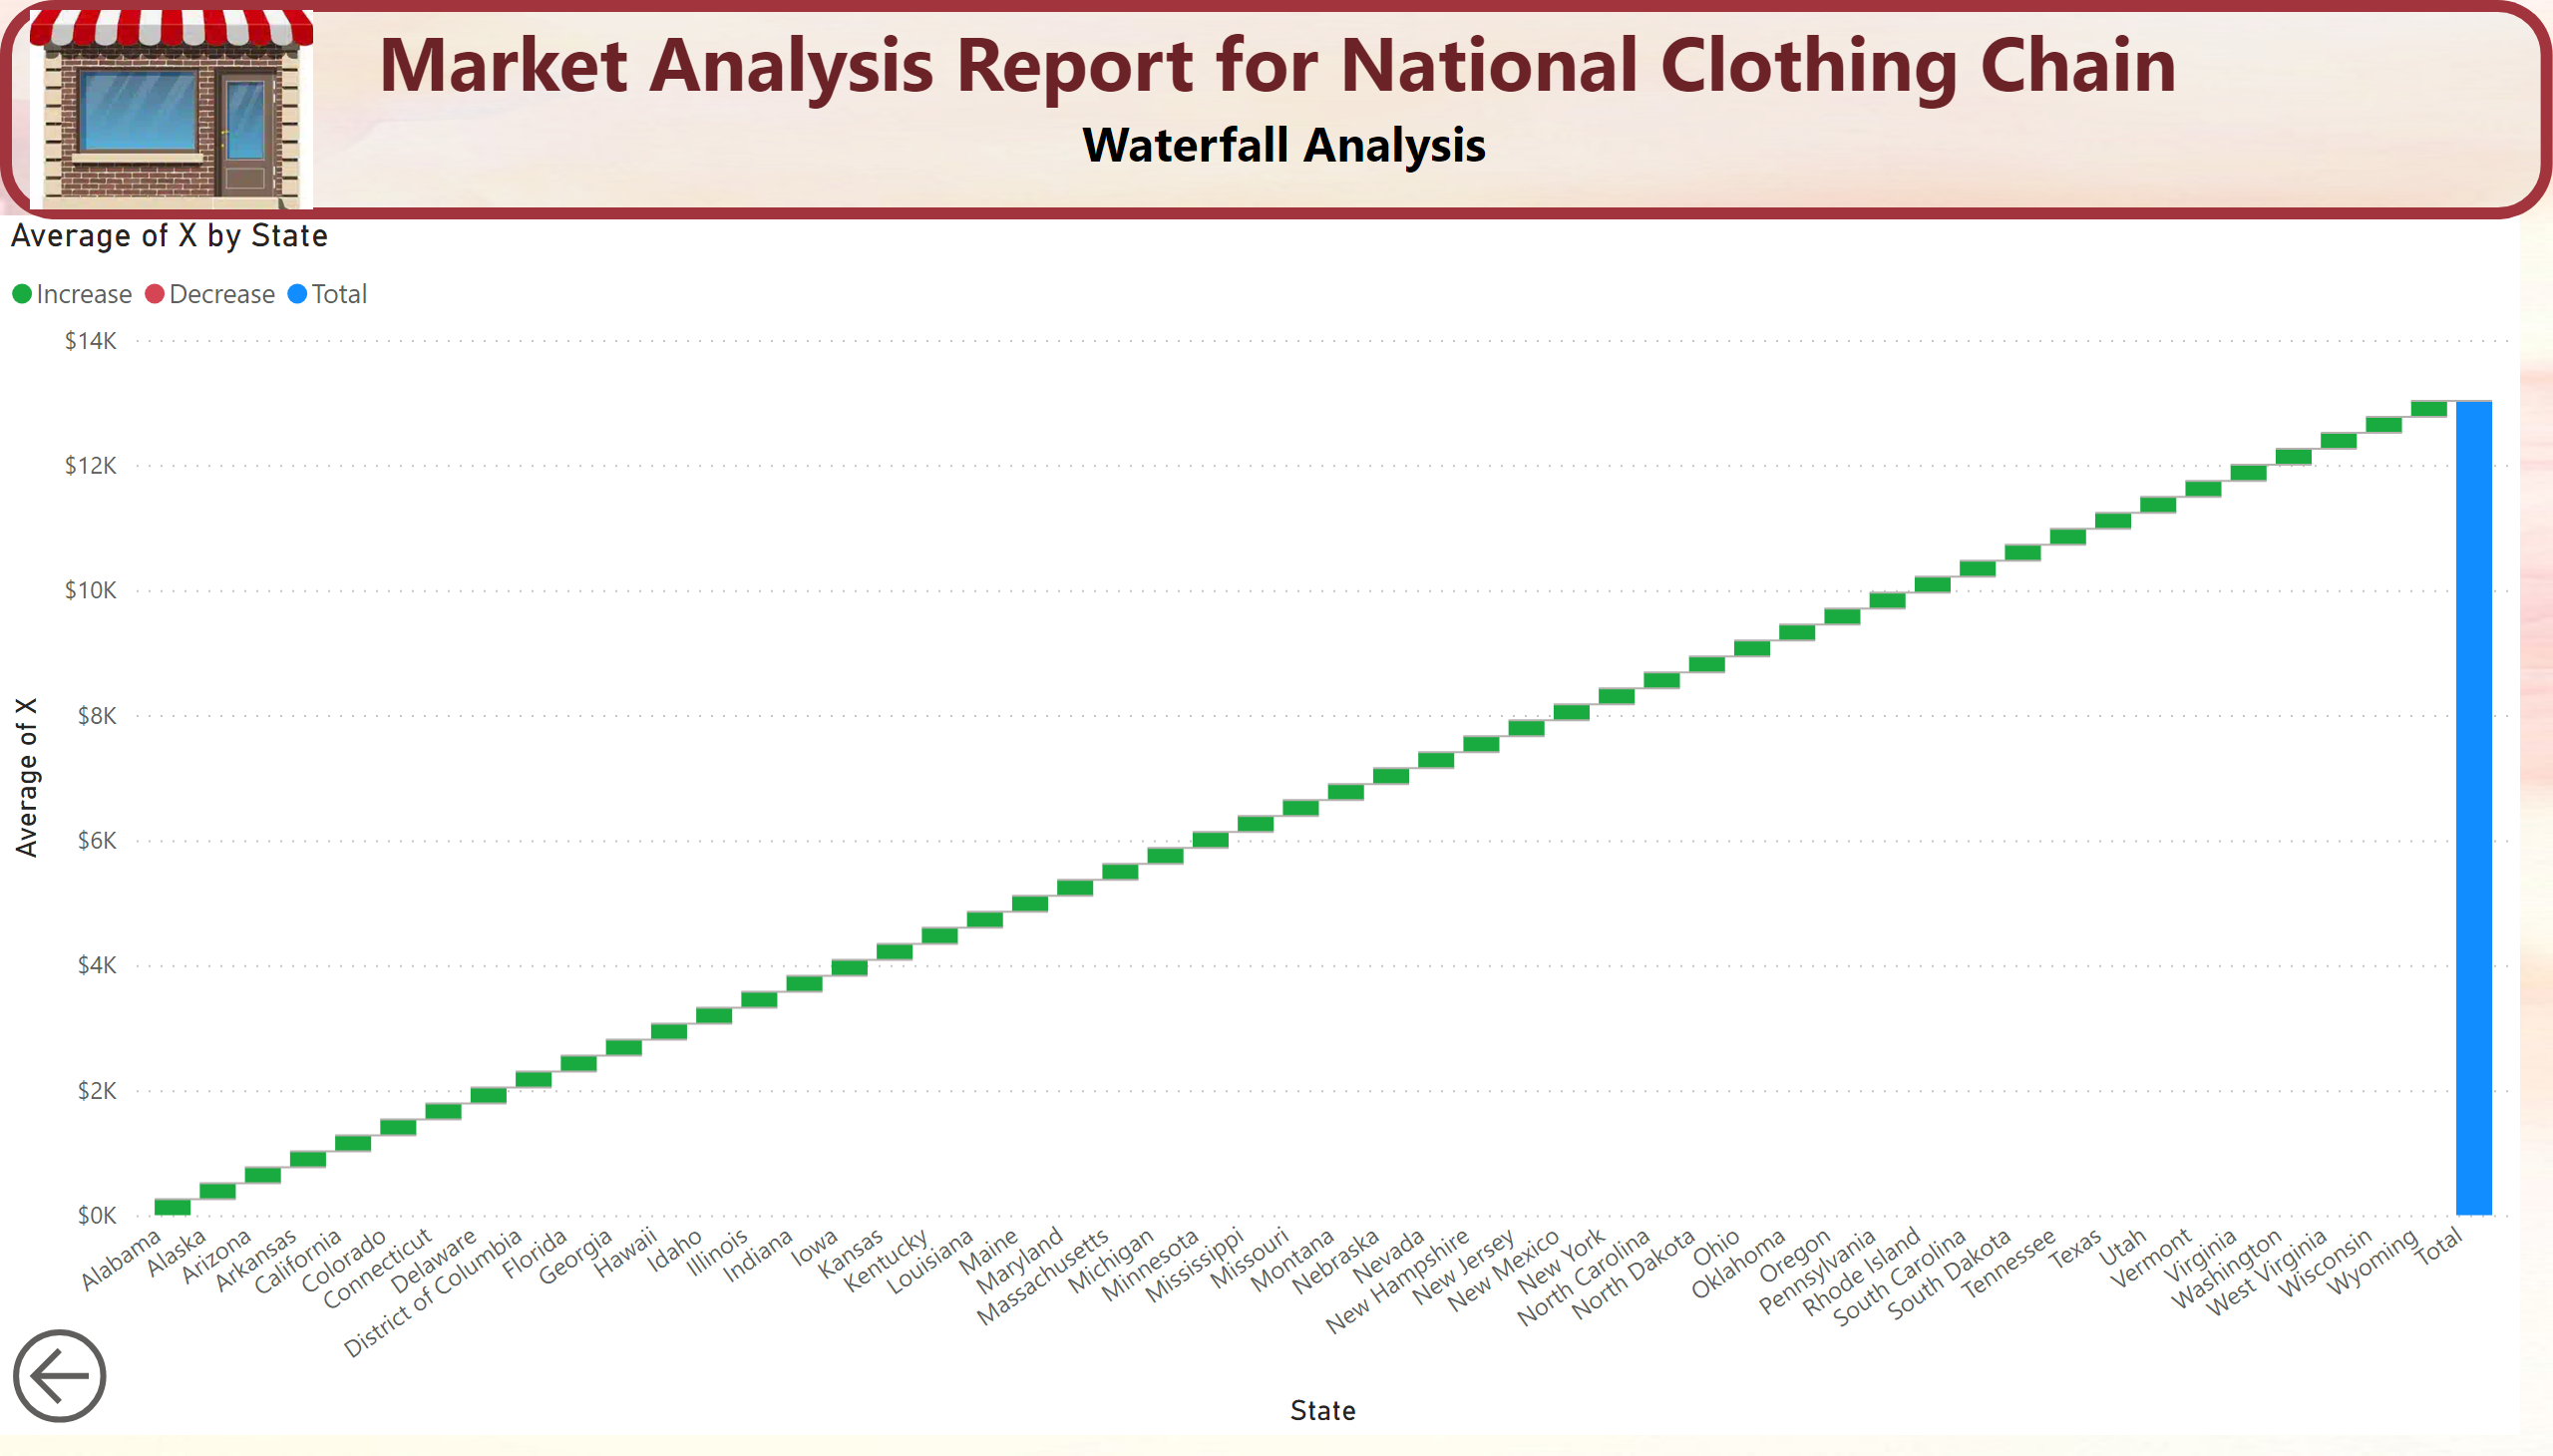 Market Analysis Report for National Clothing Chain
Waterfall Analysis
Average of X by State
Increase Decrease Total
$14K
$12K
$10K
$8K
$6K
$4K
$2K
$0K
Average of X
Alabama
Alaska
Arizona
Arkansas
California
Colorado
Connecticut
Delaware
District of Columbia
Florida
Georgia
Hawaii
Idaho
Illinois
Indiana
Iowa
Kansas
Kentucky
Louisiana
Maine
Maryland
Massachusetts
Michigan
Minnesota
Mississippi
Missouri
Montana
Nebraska
Nevada
New Hampshire
New Jersey
New Mexico
New York
North Carolina
North Dakota
Ohio
Oklahoma
Oregon
Pennsylvania
Rhode Island
South Carolina
South Dakota
Tennessee
Texas
Utah
Vermont
Virginia
Washington
West Virginia
Wisconsin
Wyoming
Total
State